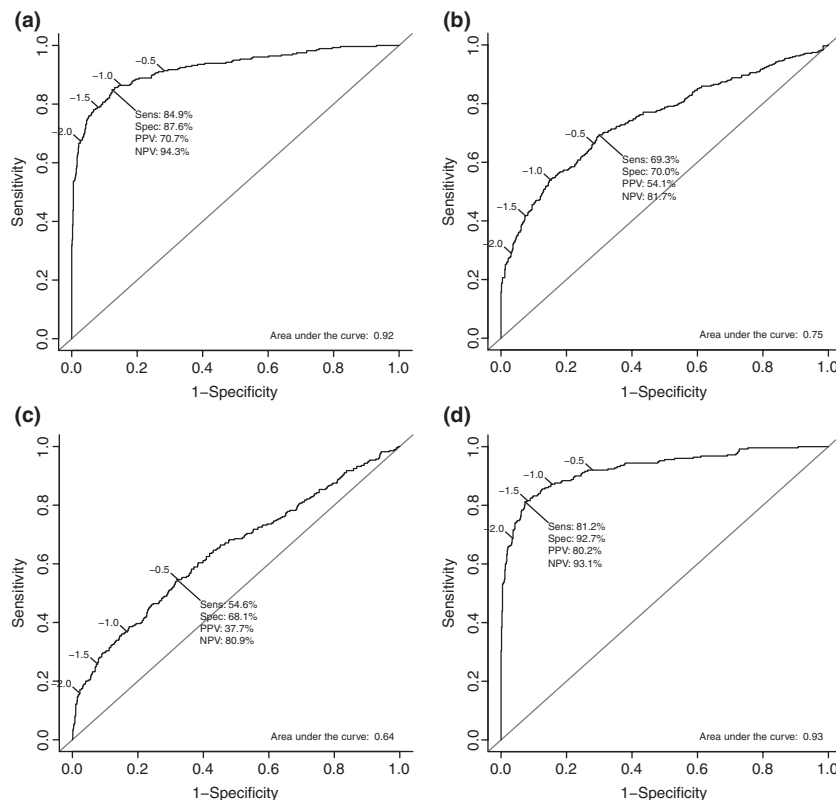 (a)
1.0
0.8
0.6
0.4
0.2
0.0
Sensitivity
−0.5
−1.0
−1.5
−2.0
Sens: 84.9%
Spec: 87.6%
PPV: 70.7%
NPV: 94.3%
Area under the curve: 0.92
0.0 0.2 0.4 0.6 0.8 1.0
1−Specificity
(b)
1.0
0.8
0.6
0.4
0.2
0.0
Sensitivity
−0.5
−1.0
−1.5
−2.0
Sens: 69.3%
Spec: 70.0%
PPV: 54.1%
NPV: 81.7%
Area under the curve: 0.75
0.0 0.2 0.4 0.6 0.8 1.0
1−Specificity
(c)
1.0
0.8
0.6
0.4
0.2
0.0
Sensitivity
−0.5
−1.0
−1.5
−2.0
Sens: 54.6%
Spec: 68.1%
PPV: 37.7%
NPV: 80.9%
Area under the curve: 0.64
0.0 0.2 0.4 0.6 0.8 1.0
1−Specificity
(d)
1.0
0.8
0.6
0.4
0.2
0.0
Sensitivity
−0.5
−1.0
−1.5
−2.0
Sens: 81.2%
Spec: 92.7%
PPV: 80.2%
NPV: 93.1%
Area under the curve: 0.93
0.0 0.2 0.4 0.6 0.8 1.0
1−Specificity